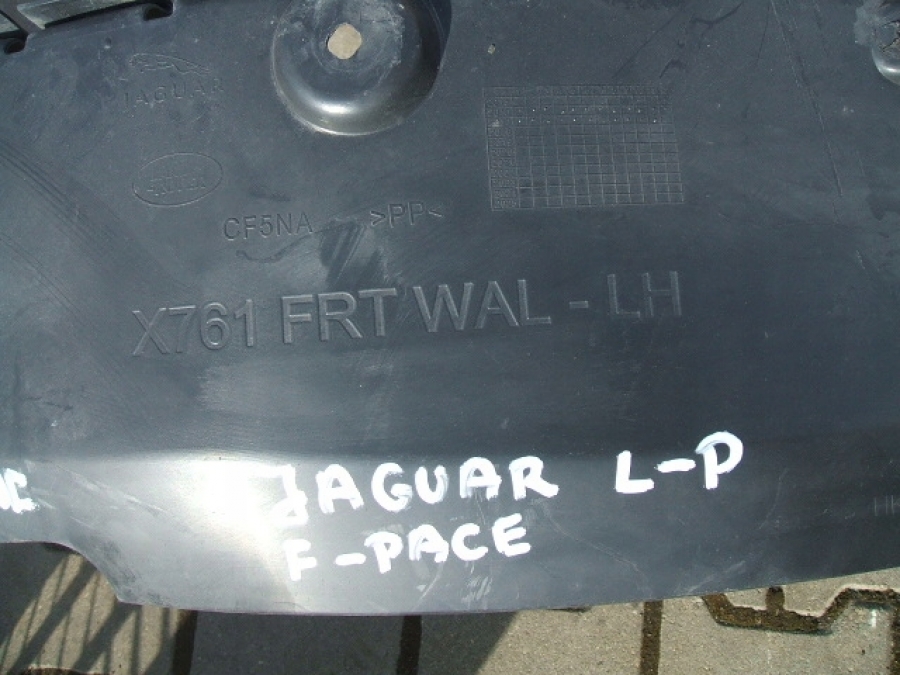 JAGUAR
CF5NA >PP<
X761 FRT WAL - LH
JAGUAR L-P
F-PACE